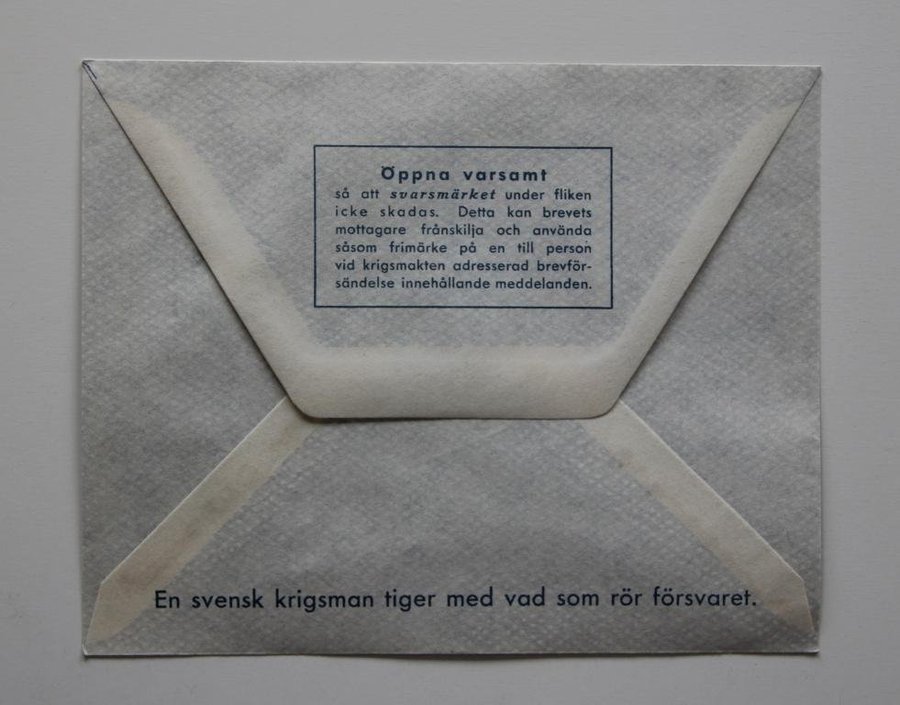 Öppna varsamt
så att svarsmärket under fliken
icke skadas. Detta kan brevets
mottagare frånskilja och använda
såsom frimärke på en till person
vid krigsmakten adresserad brevför-
sändelse innehållande meddelanden.
En svensk krigsman tiger med vad som rör försvaret.